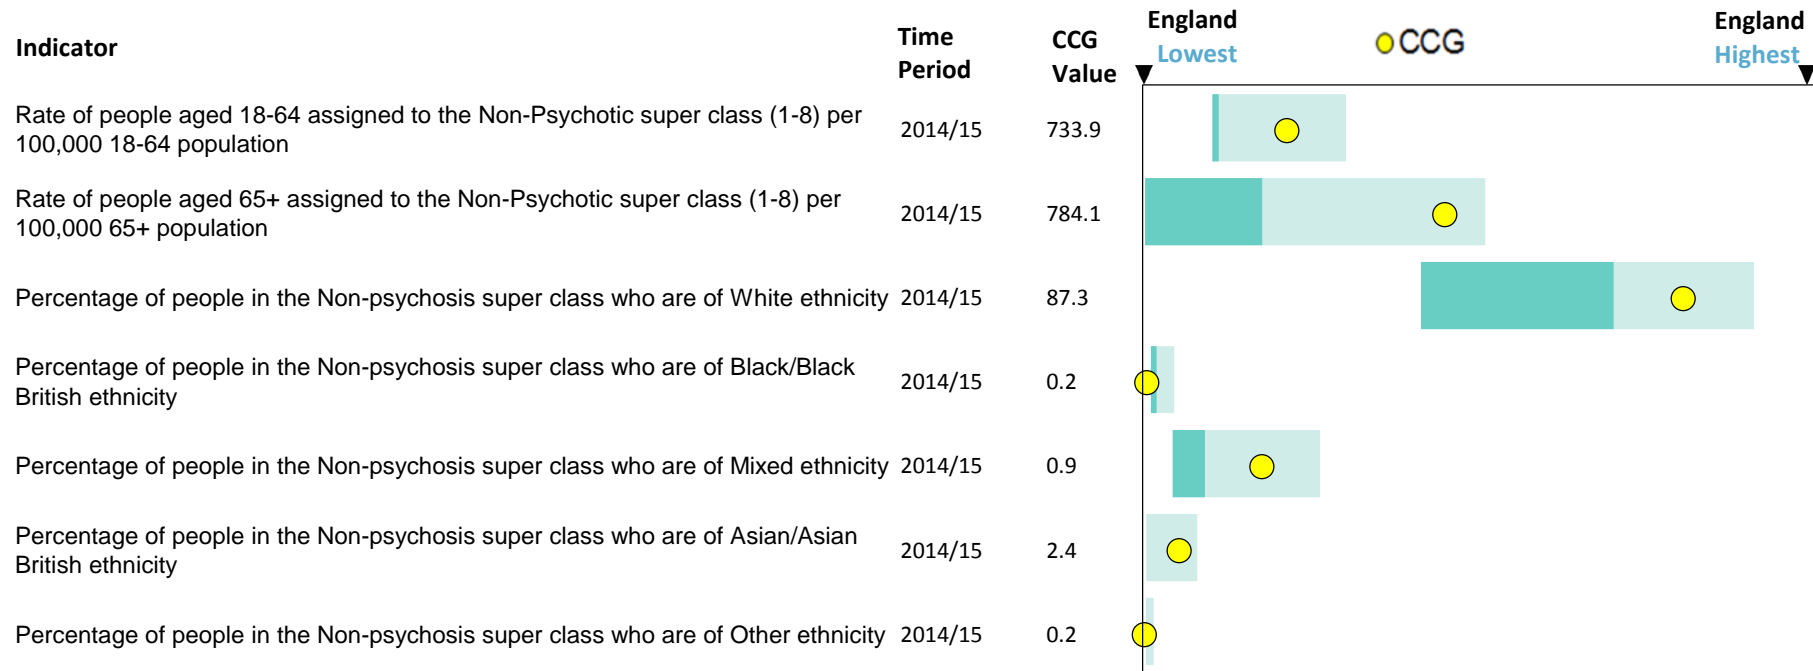 Indicator
Time Period
CCG Value
England Lowest
CCG
England Highest
Rate of people aged 18-64 assigned to the Non-Psychotic super class (1-8) per
100,000 18-64 population
2014/15
733.9
Rate of people aged 65+ assigned to the Non-Psychotic super class (1-8) per
100,000 65+ population
2014/15
784.1
Percentage of people in the Non-psychosis super class who are of White ethnicity
2014/15
87.3
Percentage of people in the Non-psychosis super class who are of Black/Black
British ethnicity
2014/15
0.2
Percentage of people in the Non-psychosis super class who are of Mixed ethnicity
2014/15
0.9
Percentage of people in the Non-psychosis super class who are of Asian/Asian
British ethnicity
2014/15
2.4
Percentage of people in the Non-psychosis super class who are of Other ethnicity
2014/15
0.2